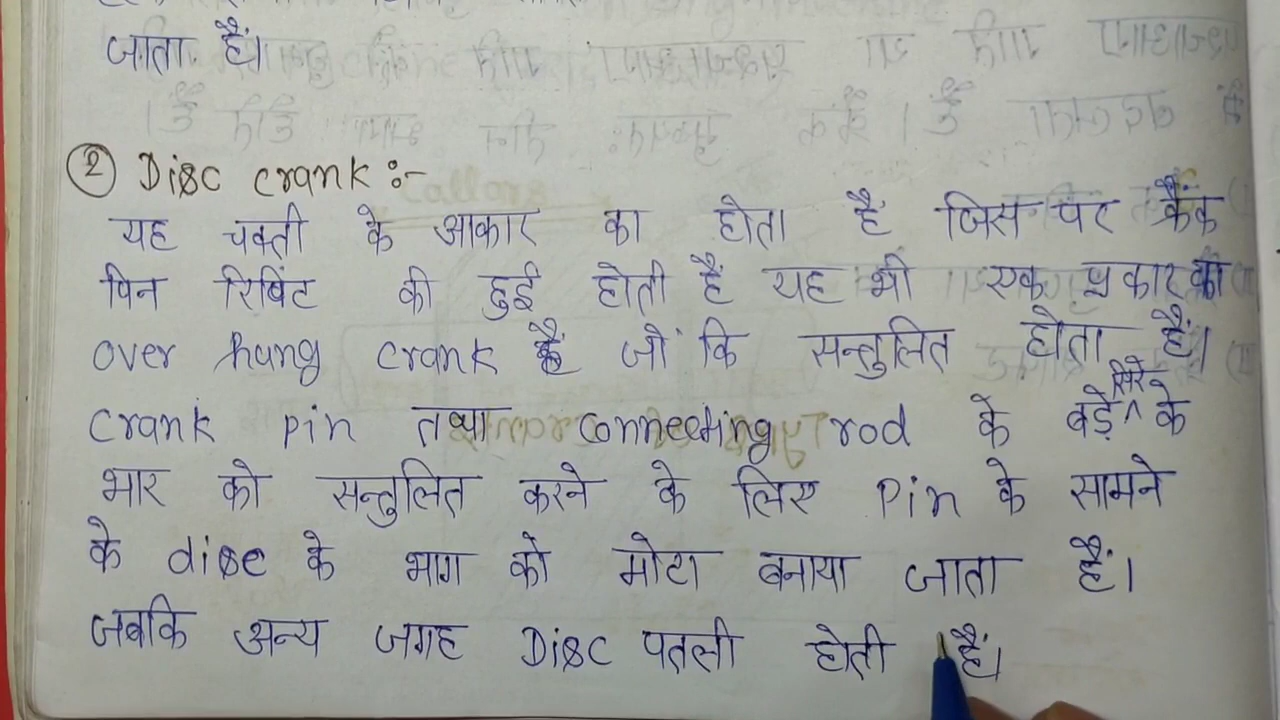 जाता हैं।
② Disc crank :-
यह चक्ती के आकार का होता है जिस पर क्रैंक
पिन रिबिट की हुई होती है यह भी एक प्रकार का
over hung crank हैं जो कि सन्तुलित होता हैं।
crank pin तथा connecting rod के बड़े सिरे के
भार को सन्तुलित करने के लिए Pin के सामने
के disc के भाग को मोटा बनाया जाता हैं।
जबकि अन्य जगह Disc पतली होती हैं।